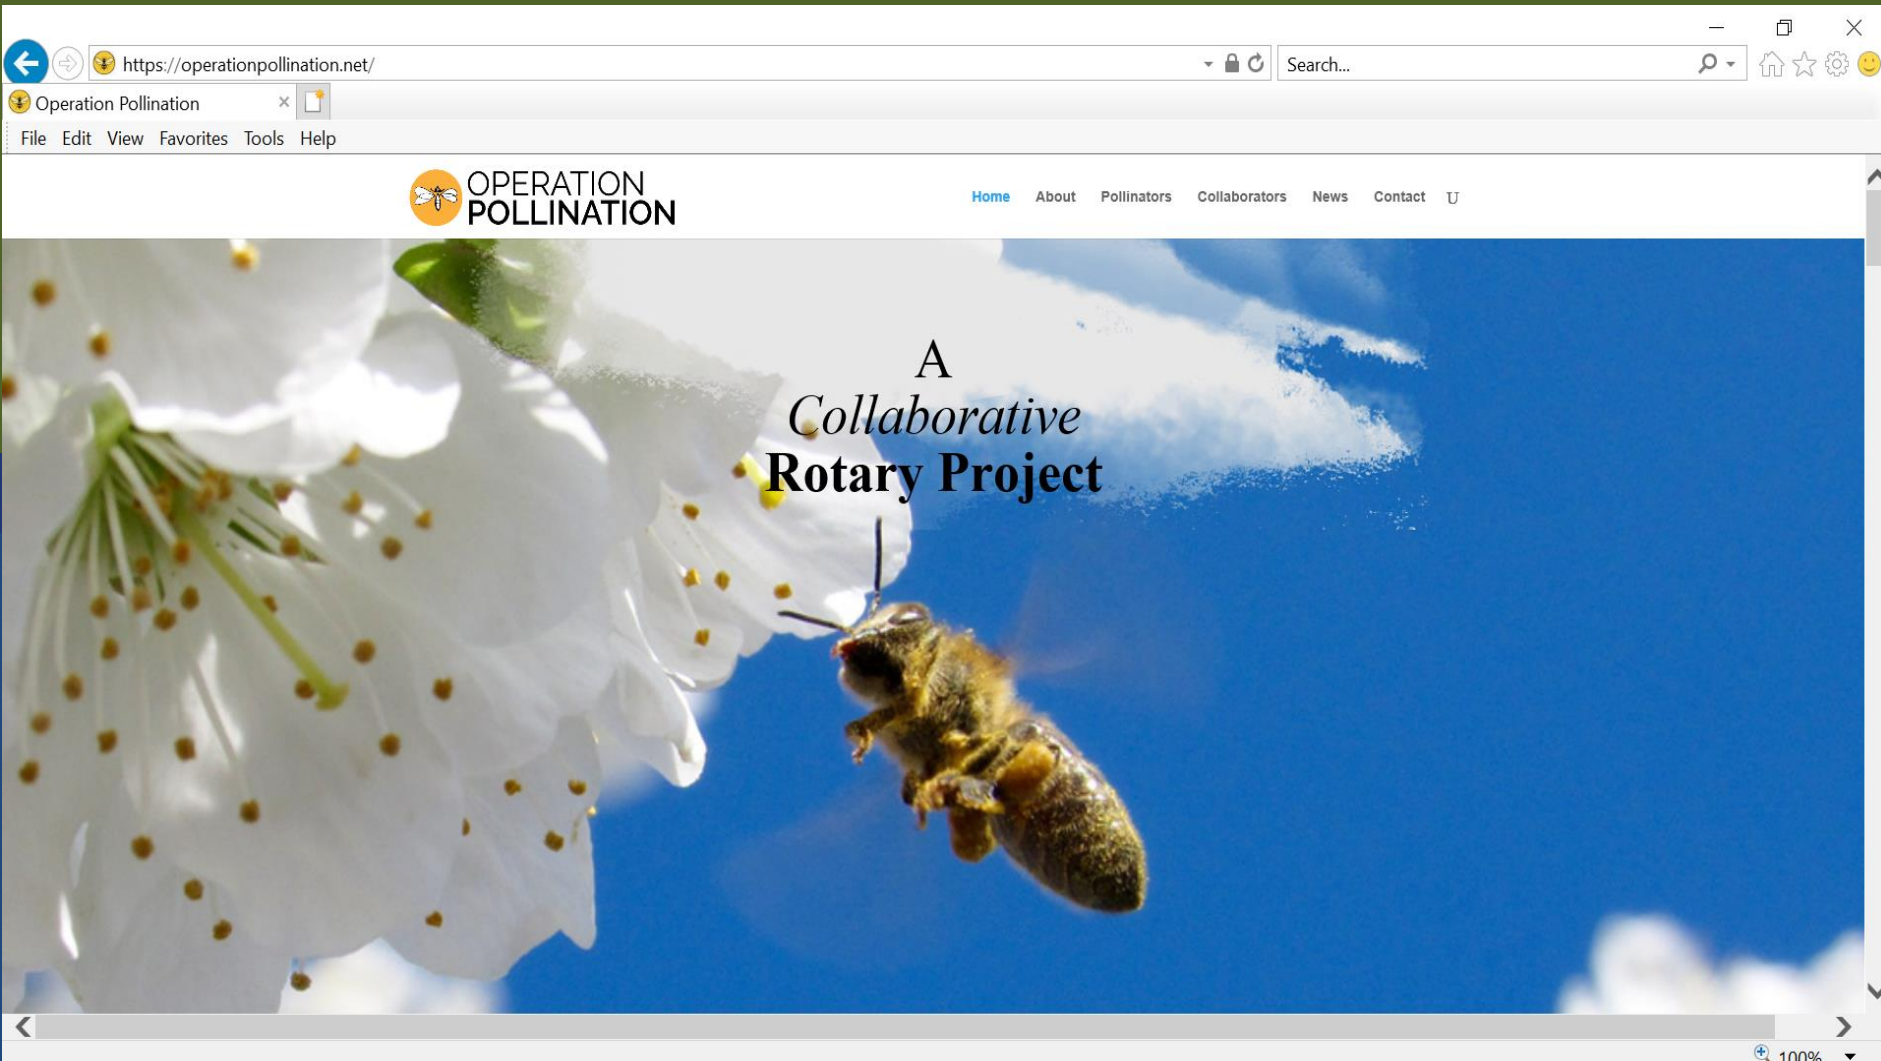 https://operationpollination.net/
Search...
Operation Pollination
File Edit View Favorites Tools Help
OPERATION
POLLINATION
Home About Pollinators Collaborators News Contact U
A
Collaborative
Rotary Project
100%